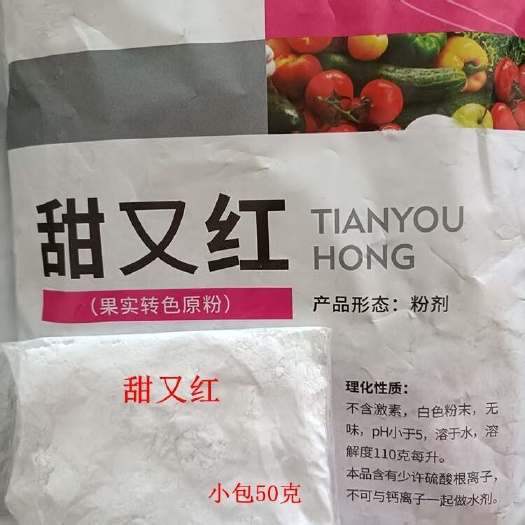 甜又红
TIANYOU
HONG
（果实转色原粉）
产品形态：粉剂
甜又红
小包50克
理化性质：
不含激素，白色粉末，无
味，pH小于5，溶于水，溶
解度110克每升。
本品含有少许硫酸根离子，
不可与钙离子一起做水剂。